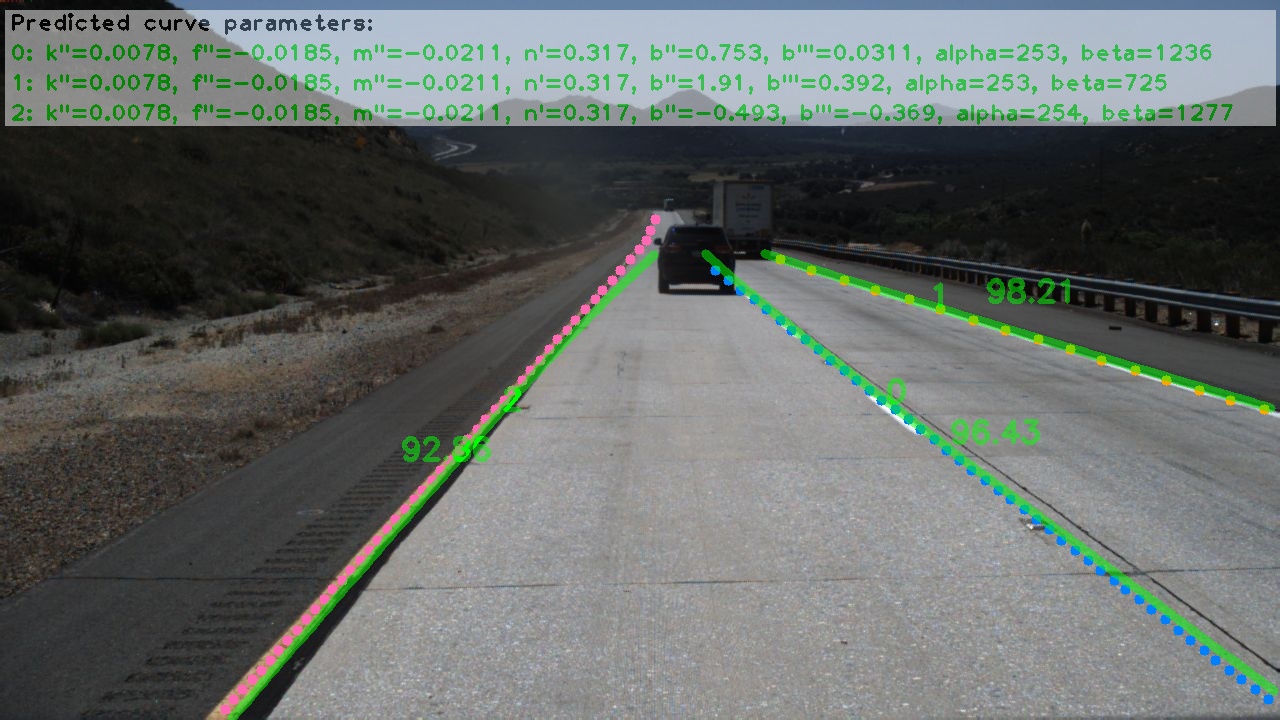 Predicted curve parameters:
0: k''=0.0078, f''=-0.0185, m''=-0.0211, n'=0.317, b''=0.753, b'''=0.0311, alpha=253, beta=1236
1: k''=0.0078, f''=-0.0185, m''=-0.0211, n'=0.317, b''=1.91, b'''=0.392, alpha=253, beta=725
2: k''=0.0078, f''=-0.0185, m''=-0.0211, n'=0.317, b''=-0.493, b'''=-0.369, alpha=254, beta=1277
1 98.21
0
2
96.43
92.86